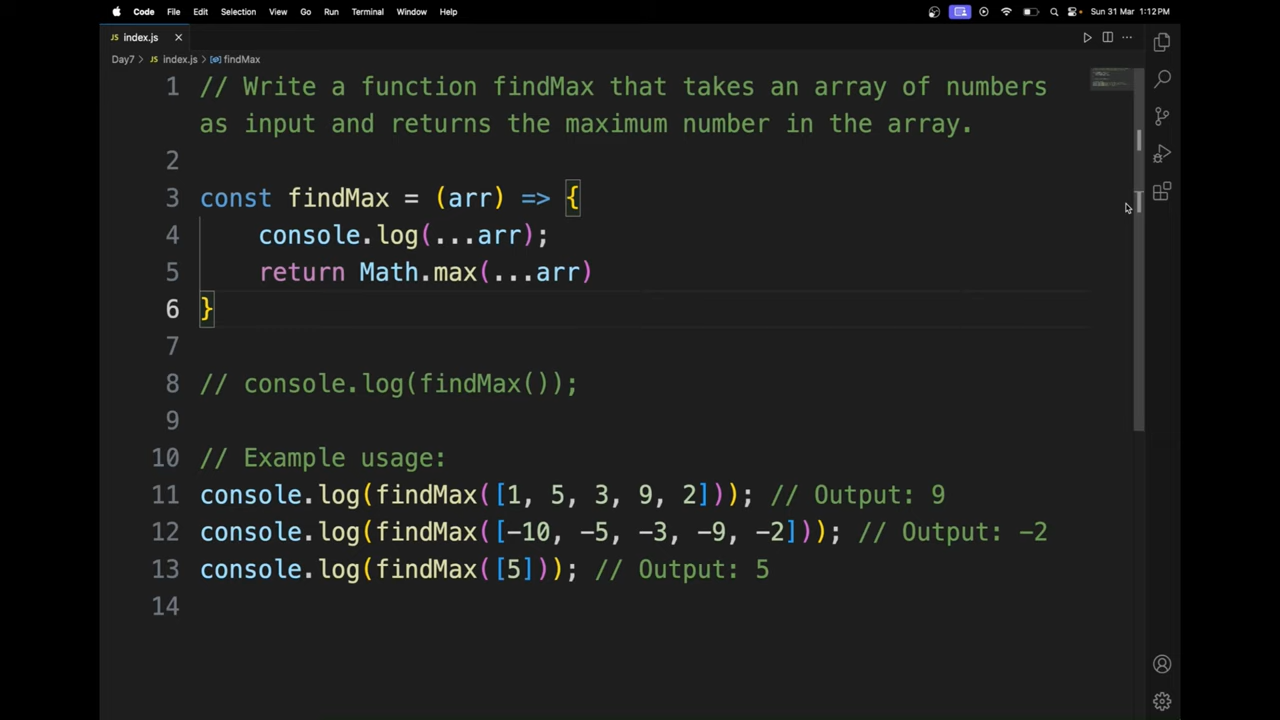 Code File Edit Selection View Go Run Terminal Window Help Sun 31 Mar 1:12 PM
JS index.js
Day7 > JS index.js > findMax
1 // Write a function findMax that takes an array of numbers
as input and returns the maximum number in the array.
2
3 const findMax = (arr) => {
4 console.log(...arr);
5 return Math.max(...arr)
6 }
7
8 // console.log(findMax());
9
10 // Example usage:
11 console.log(findMax([1, 5, 3, 9, 2])); // Output: 9
12 console.log(findMax([-10, -5, -3, -9, -2])); // Output: -2
13 console.log(findMax([5])); // Output: 5
14